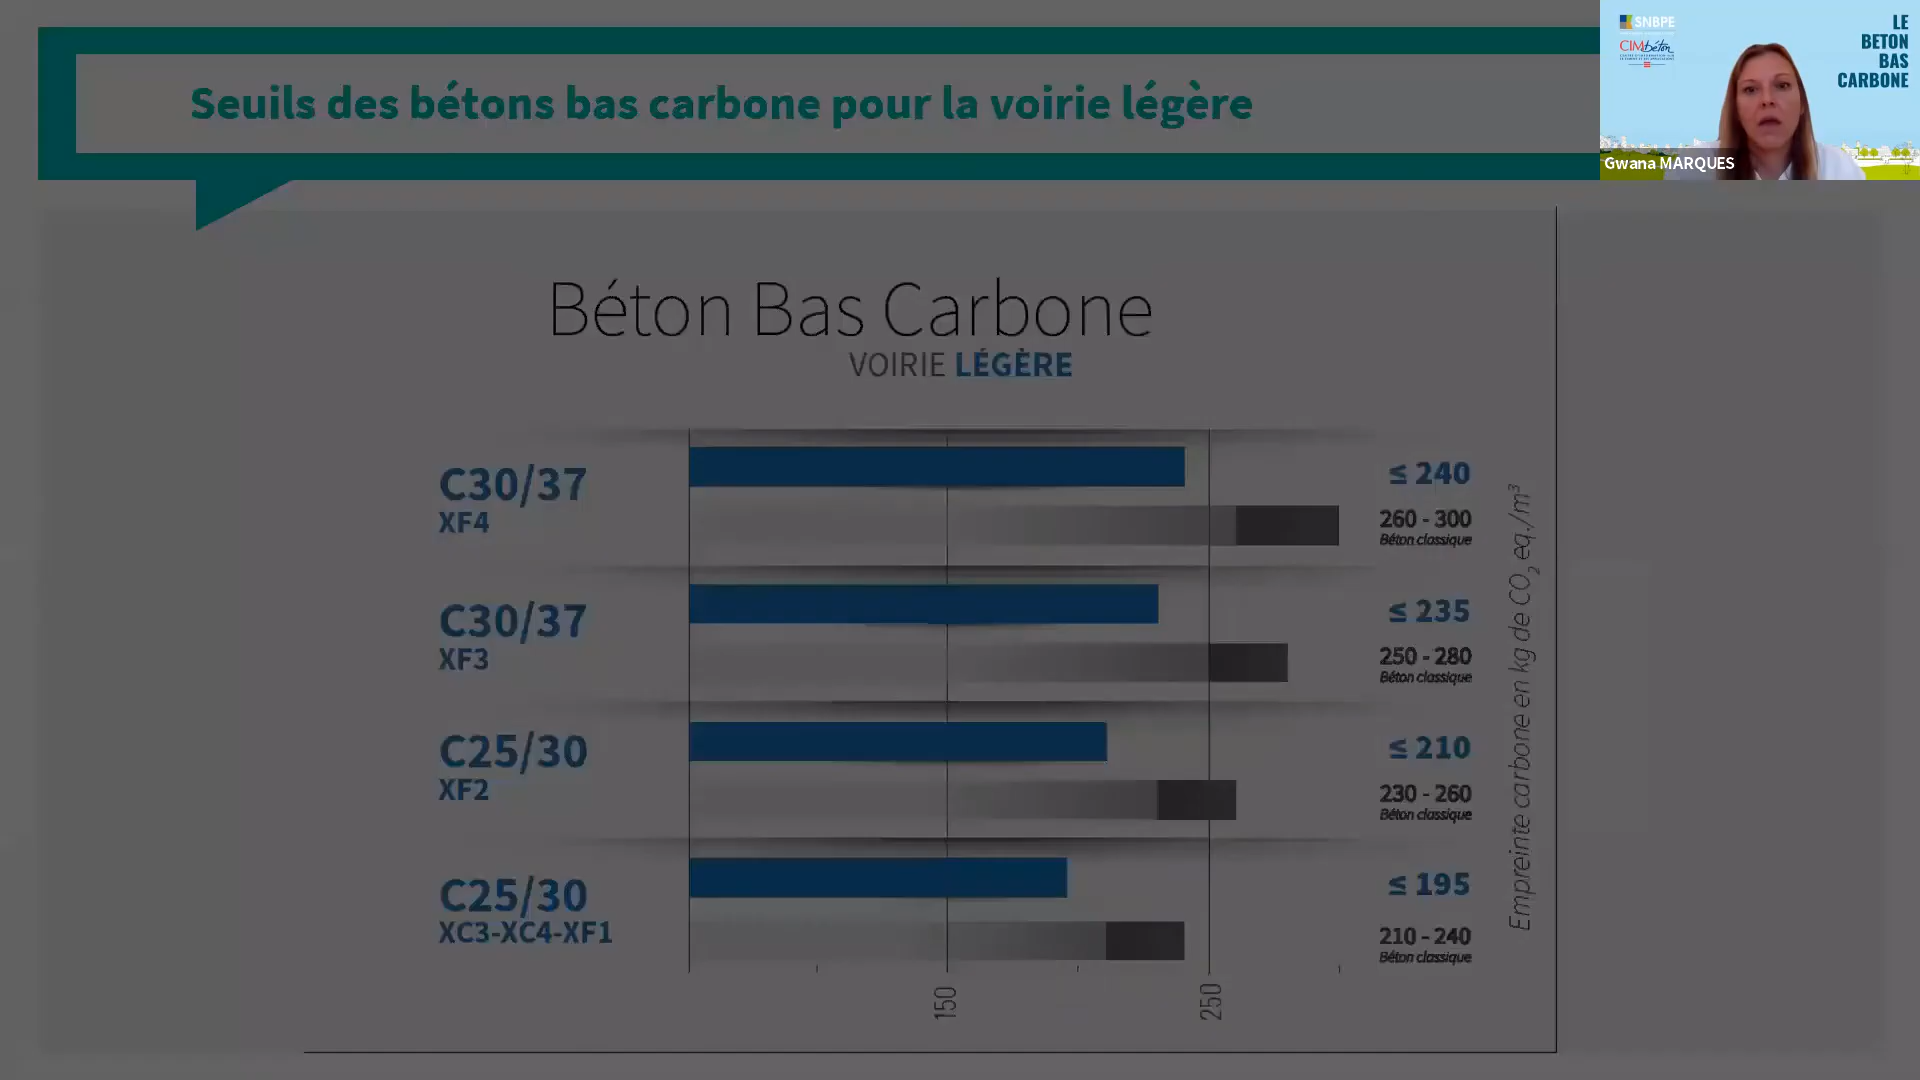 Seuils des bétons bas carbone pour la voirie légère
SNBPE
CIMbéton
LE
BETON
BAS
CARBONE
Gwana MARQUES
Béton Bas Carbone
VOIRIE LÉGÈRE
C30/37
XF4
≤ 240
260 - 300
Béton classique
C30/37
XF3
≤ 235
250 - 280
Béton classique
C25/30
XF2
≤ 210
230 - 260
Béton classique
C25/30
XC3-XC4-XF1
≤ 195
210 - 240
Béton classique
150
250
Empreinte carbone en kg de CO₂ eq./m³